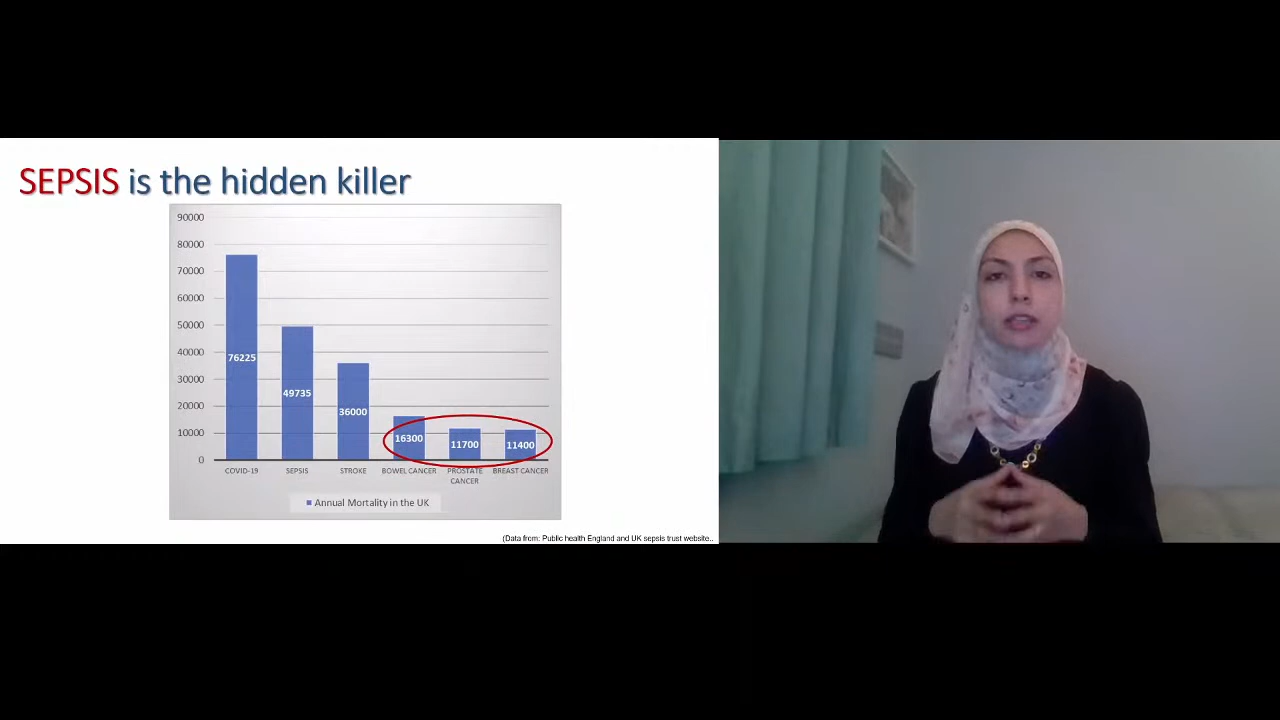 SEPSIS is the hidden killer
90000
80000
70000
60000
50000
40000
30000
20000
10000
0
76225
49735
36000
16300
11700
11400
COVID-19
SEPSIS
STROKE
BOWEL CANCER
PROSTATE
CANCER
BREAST CANCER
Annual Mortality in the UK
(Data from: Public health England and UK sepsis trust website..